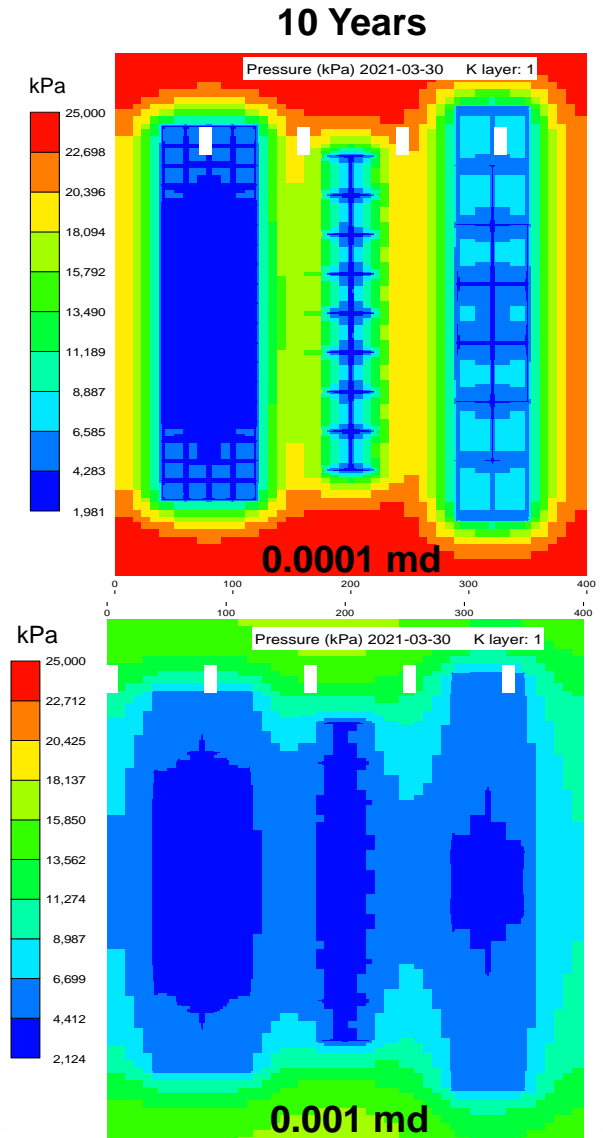 10 Years
Pressure (kPa) 2021-03-30 K layer: 1
kPa
25,000
22,698
20,396
18,094
15,792
13,490
11,189
8,887
6,585
4,283
1,981
0.0001 md
0 100 200 300 400
0 100 200 300 400
kPa
Pressure (kPa) 2021-03-30 K layer: 1
25,000
22,712
20,425
18,137
15,850
13,562
11,274
8,987
6,699
4,412
2,124
0.001 md